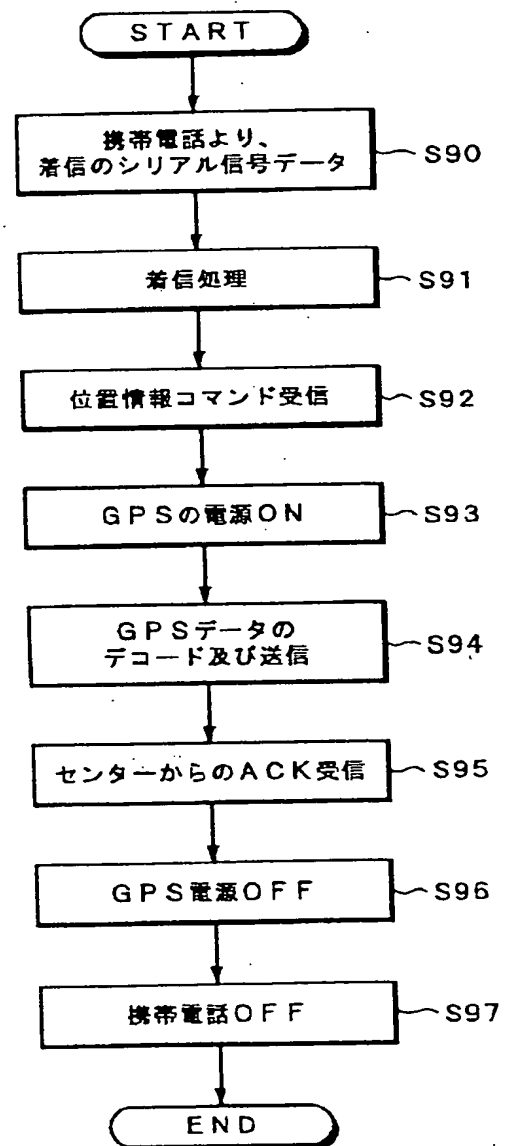 START
携帯電話より、
着信のシリアル信号データ
S90
着信処理
S91
位置情報コマンド受信
S92
GPSの電源ON
S93
GPSデータの
デコード及び送信
S94
センターからのACK受信
S95
GPS電源OFF
S96
携帯電話OFF
S97
END